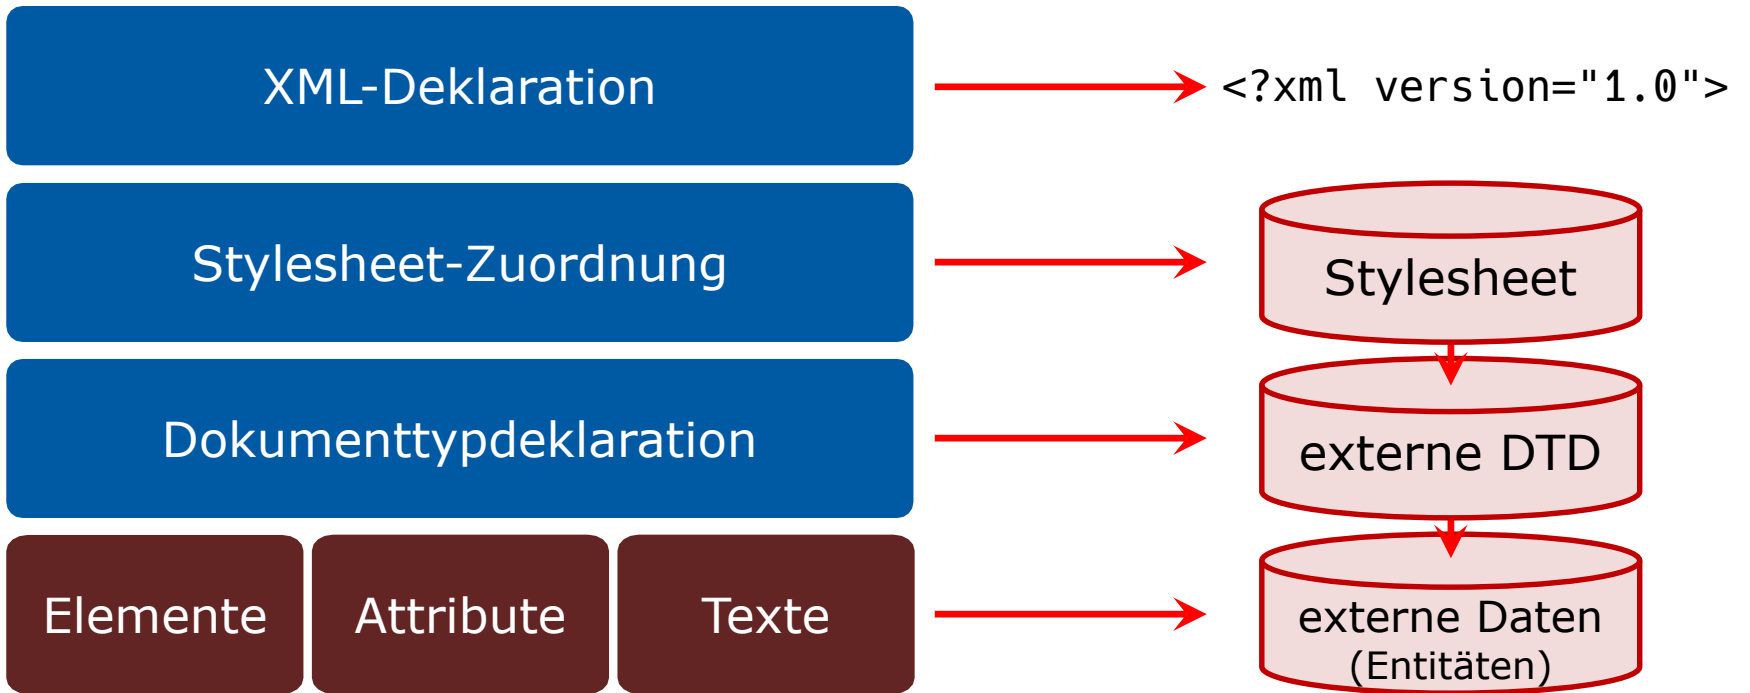 XML-Deklaration
<?xml version="1.0">
Stylesheet-Zuordnung
Stylesheet
Dokumenttypdeklaration
externe DTD
Elemente
Attribute
Texte
externe Daten
(Entitäten)